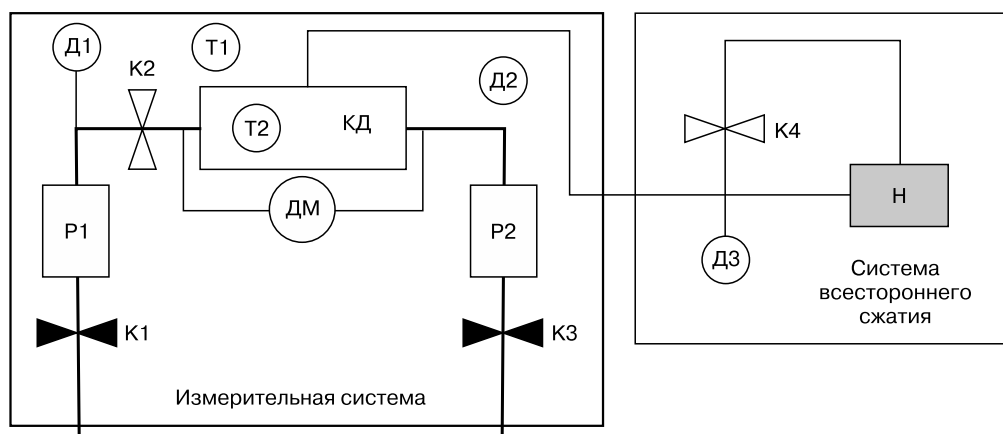 Д1
Т1
К2
Д2
Т2
КД
К4
ДМ
Р1
Р2
Н
Д3
Система
всестороннего
сжатия
К1
К3
Измерительная система